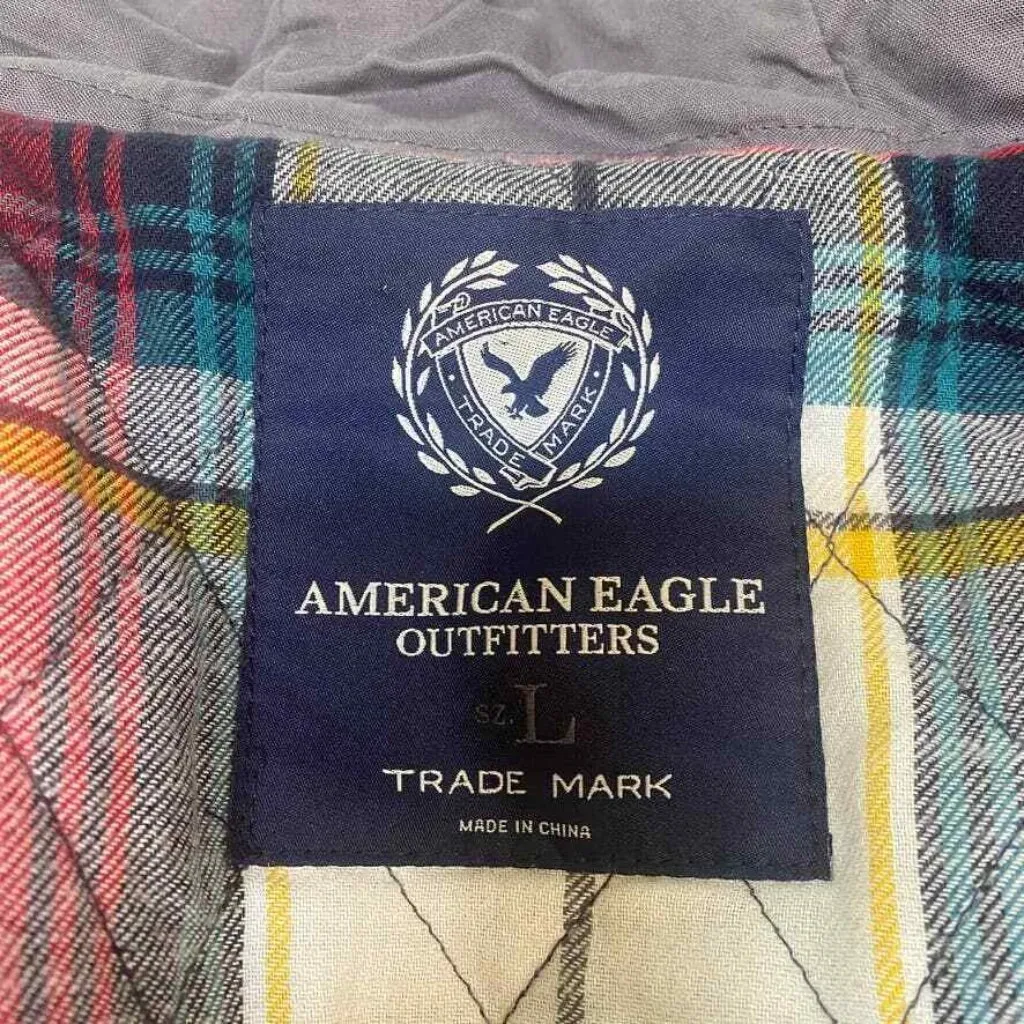 AMERICAN EAGLE
TRADE MARK
AMERICAN EAGLE
OUTFITTERS
SZ. L
TRADE MARK
MADE IN CHINA